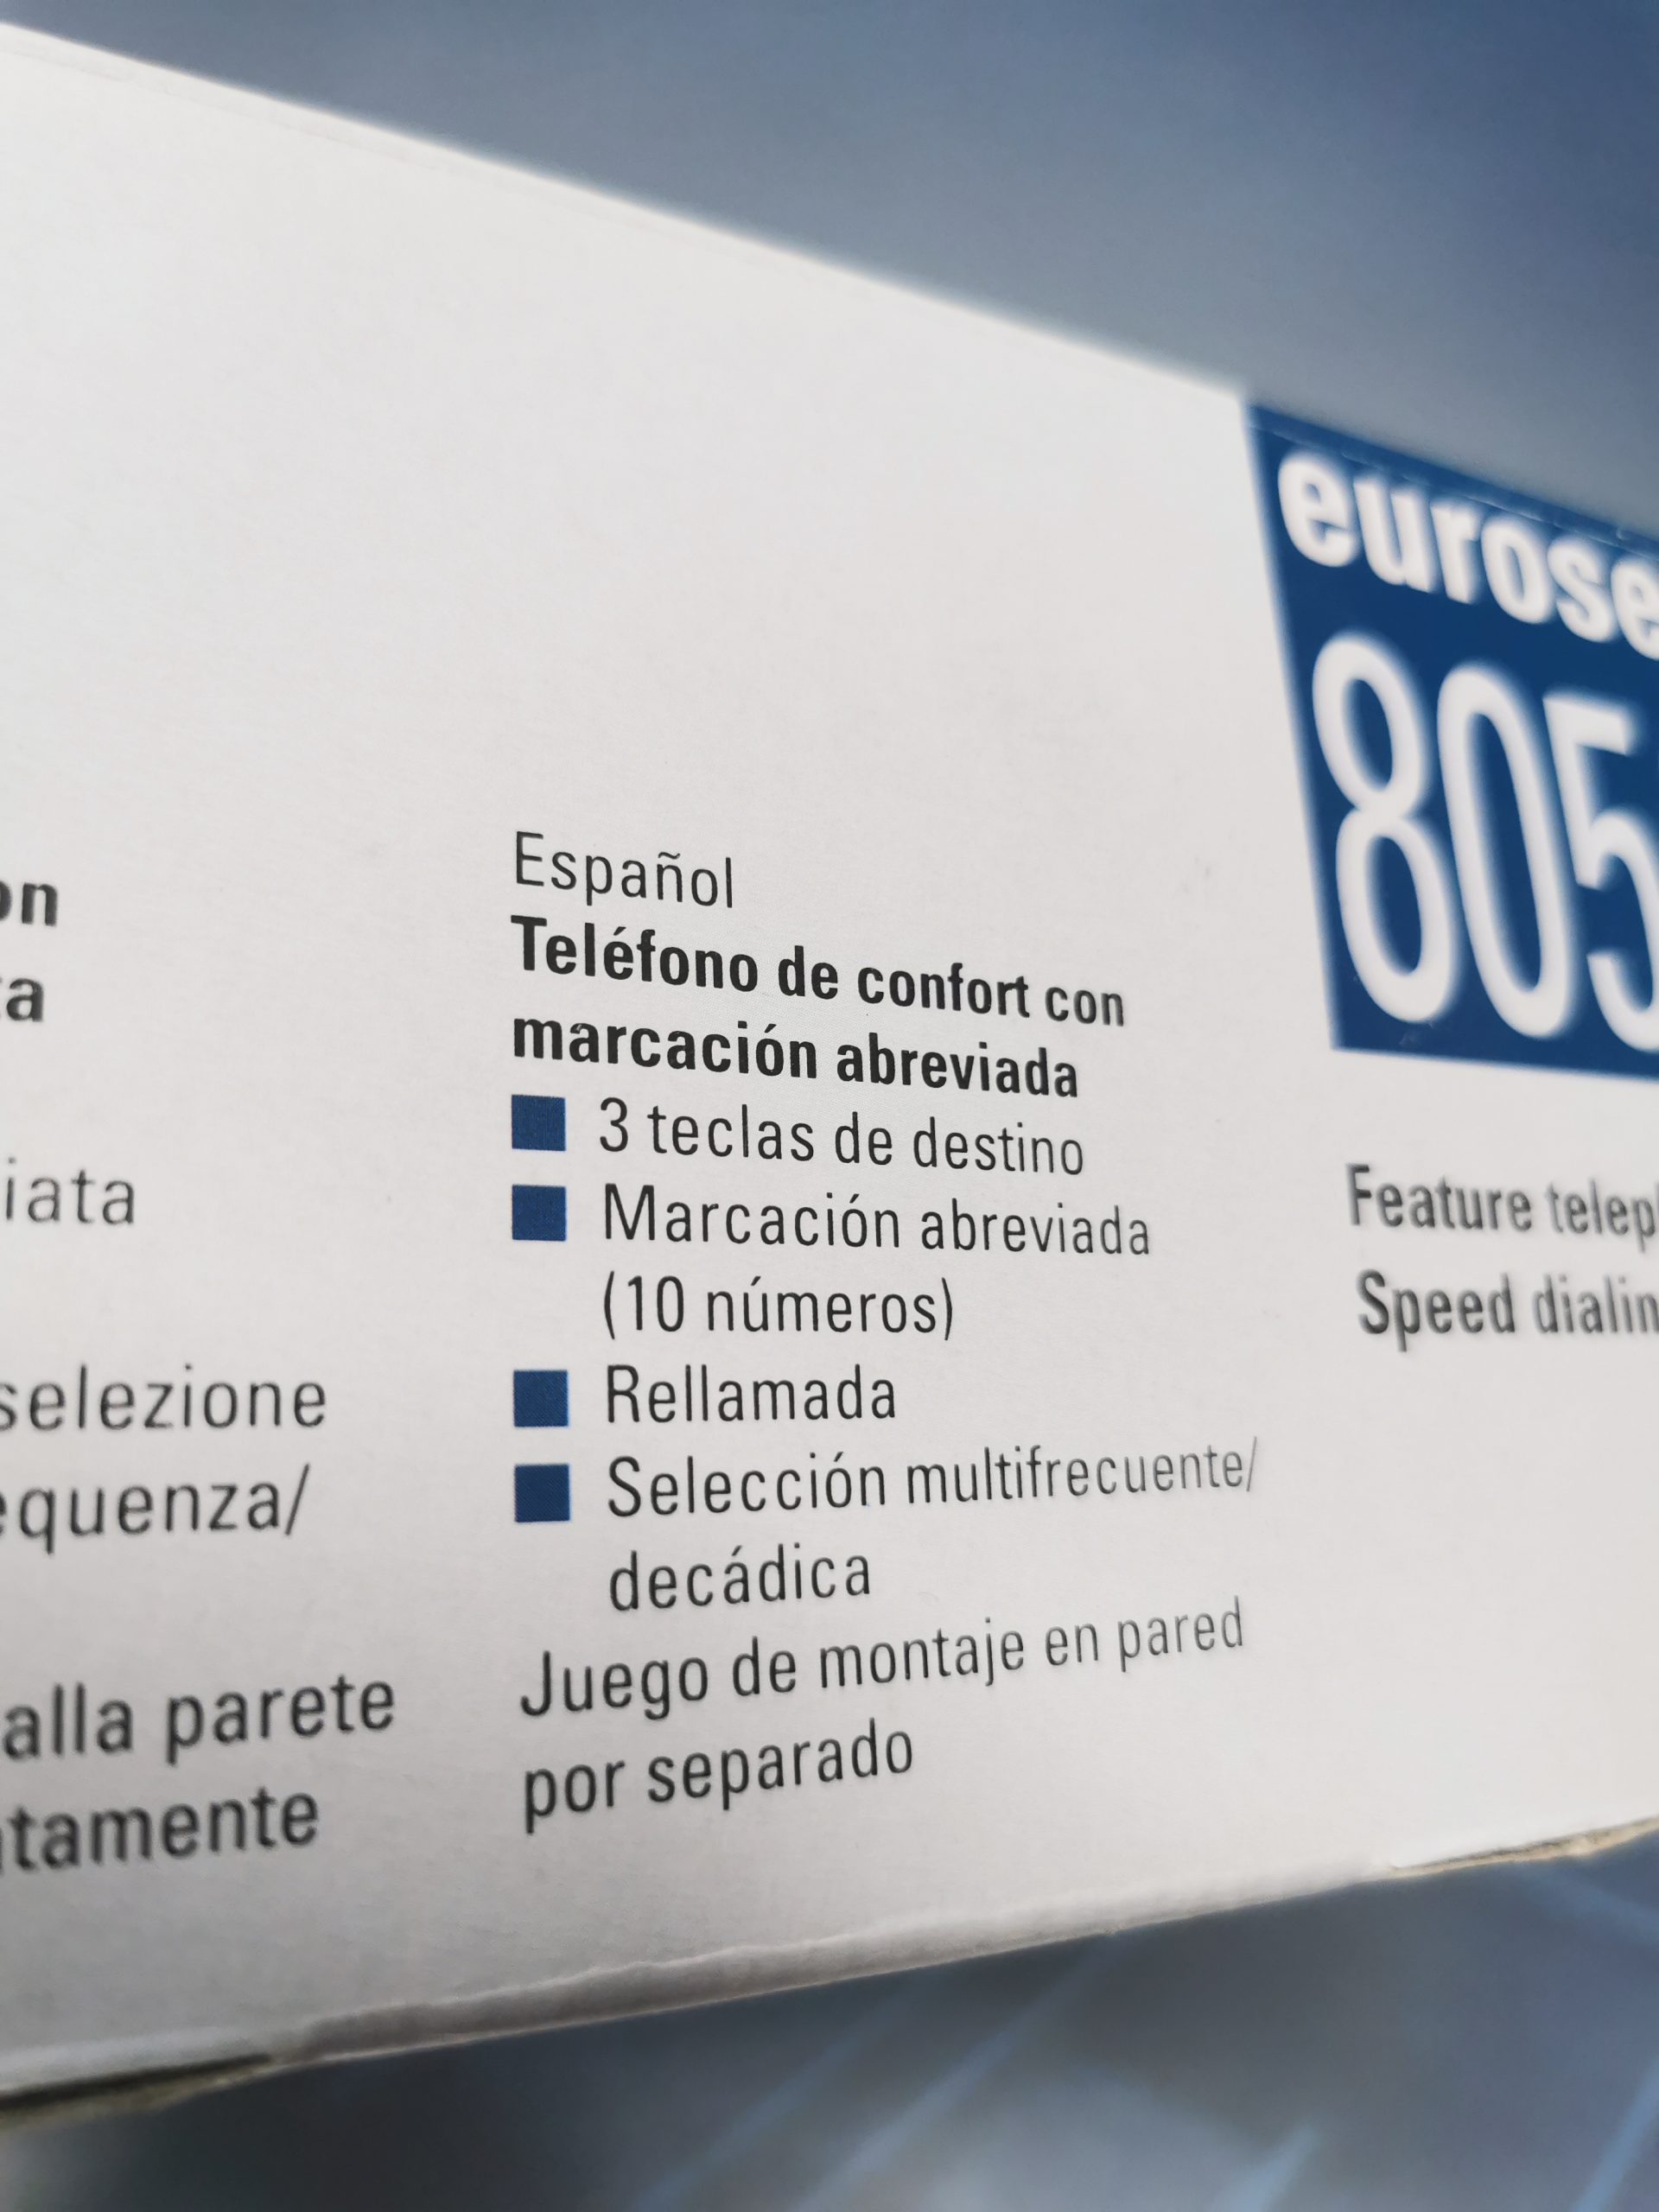 on
ta
iata
selezione
equenza/
alla parete
tamente
Español
Teléfono de confort con
marcación abreviada
3 teclas de destino
Marcación abreviada
(10 números)
Rellamada
Selección multifrecuente/
decádica
Juego de montaje en pared
por separado
eurose
805
Feature telep
Speed dialin